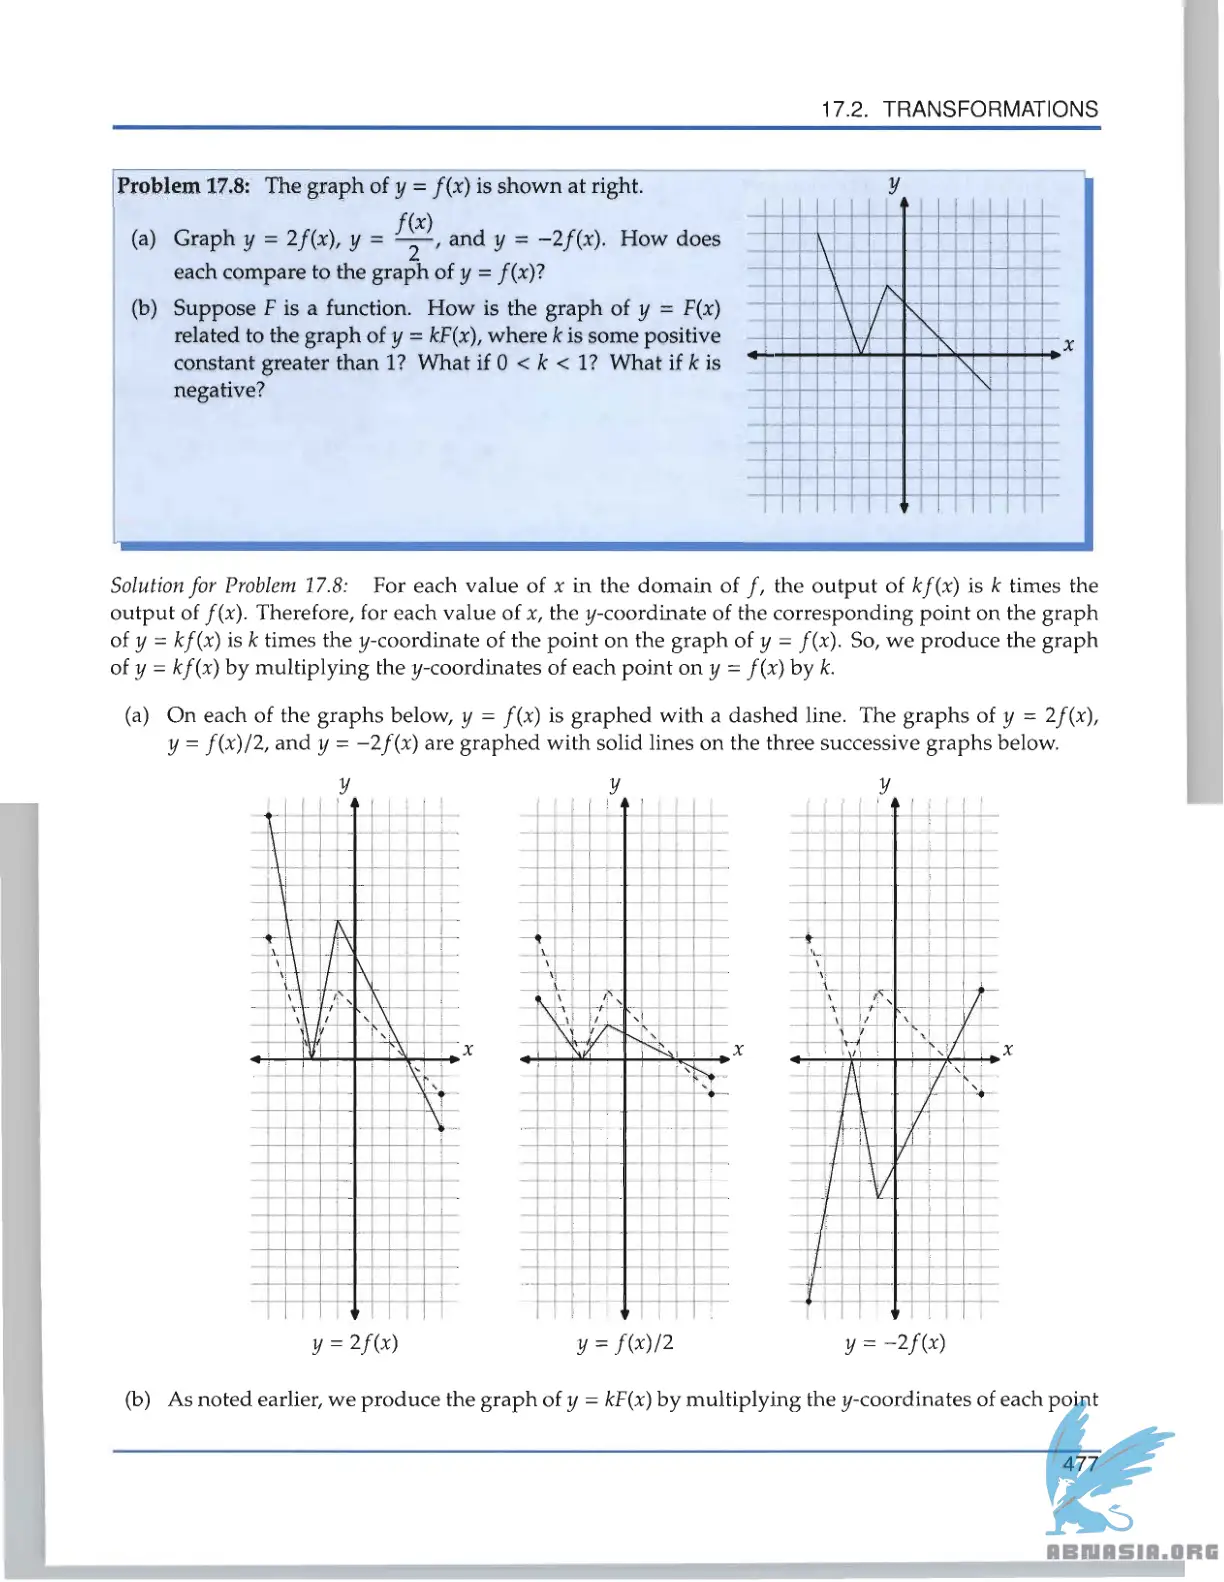 17.2. TRANSFORMATIONS
Problem 17.8: The graph of y = f(x) is shown at right.
(a) Graph y = 2f(x), y = f(x)/2, and y = −2f(x). How does
each compare to the graph of y = f(x)?
(b) Suppose F is a function. How is the graph of y = F(x)
related to the graph of y = kF(x), where k is some positive
constant greater than 1? What if 0 < k < 1? What if k is
negative?
y
x
Solution for Problem 17.8: For each value of x in the domain of f, the output of kf(x) is k times the
output of f(x). Therefore, for each value of x, the y-coordinate of the corresponding point on the graph
of y = kf(x) is k times the y-coordinate of the point on the graph of y = f(x). So, we produce the graph
of y = kf(x) by multiplying the y-coordinates of each point on y = f(x) by k.
(a) On each of the graphs below, y = f(x) is graphed with a dashed line. The graphs of y = 2f(x),
y = f(x)/2, and y = −2f(x) are graphed with solid lines on the three successive graphs below.
y y y
x x x
y = 2f(x) y = f(x)/2 y = −2f(x)
(b) As noted earlier, we produce the graph of y = kF(x) by multiplying the y-coordinates of each point
477
ABNASIA.ORG